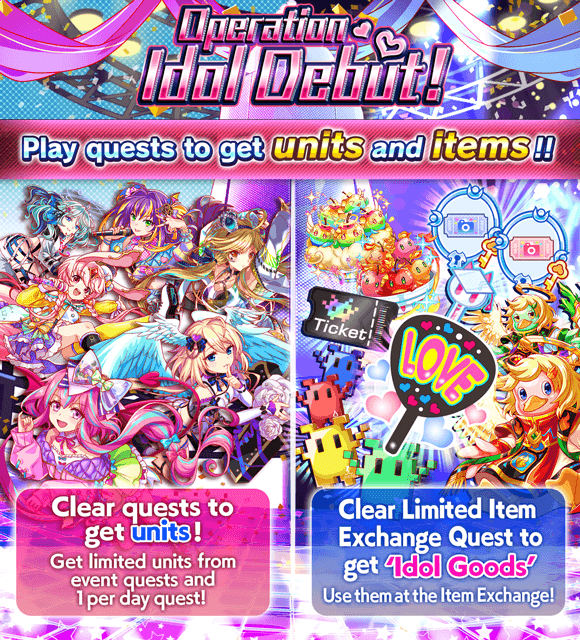 Operation
Idol Debut!
Play quests to get units and items!!
Ticket
LOVE
Clear quests to
get units!
Get limited units from
event quests and
1 per day quest!
Clear Limited Item
Exchange Quest to
get 'Idol Goods'
Use them at the Item Exchange!